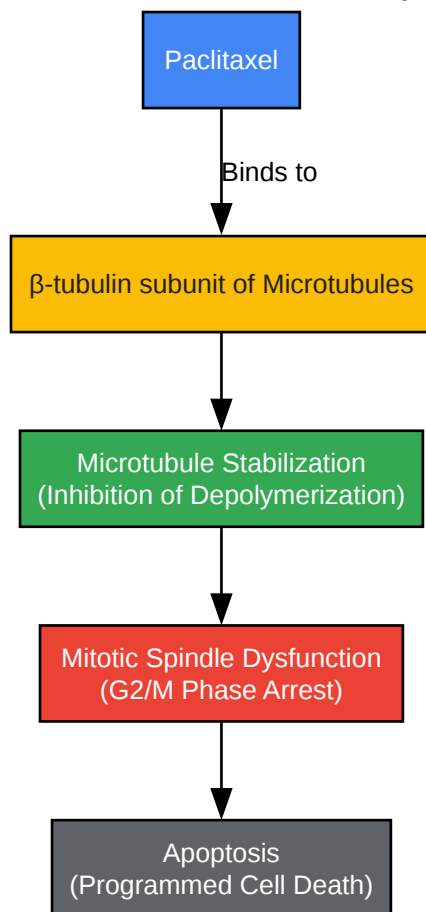 Paclitaxel
Binds to
β-tubulin subunit of Microtubules
Microtubule Stabilization
(Inhibition of Depolymerization)
Mitotic Spindle Dysfunction
(G2/M Phase Arrest)
Apoptosis
(Programmed Cell Death)